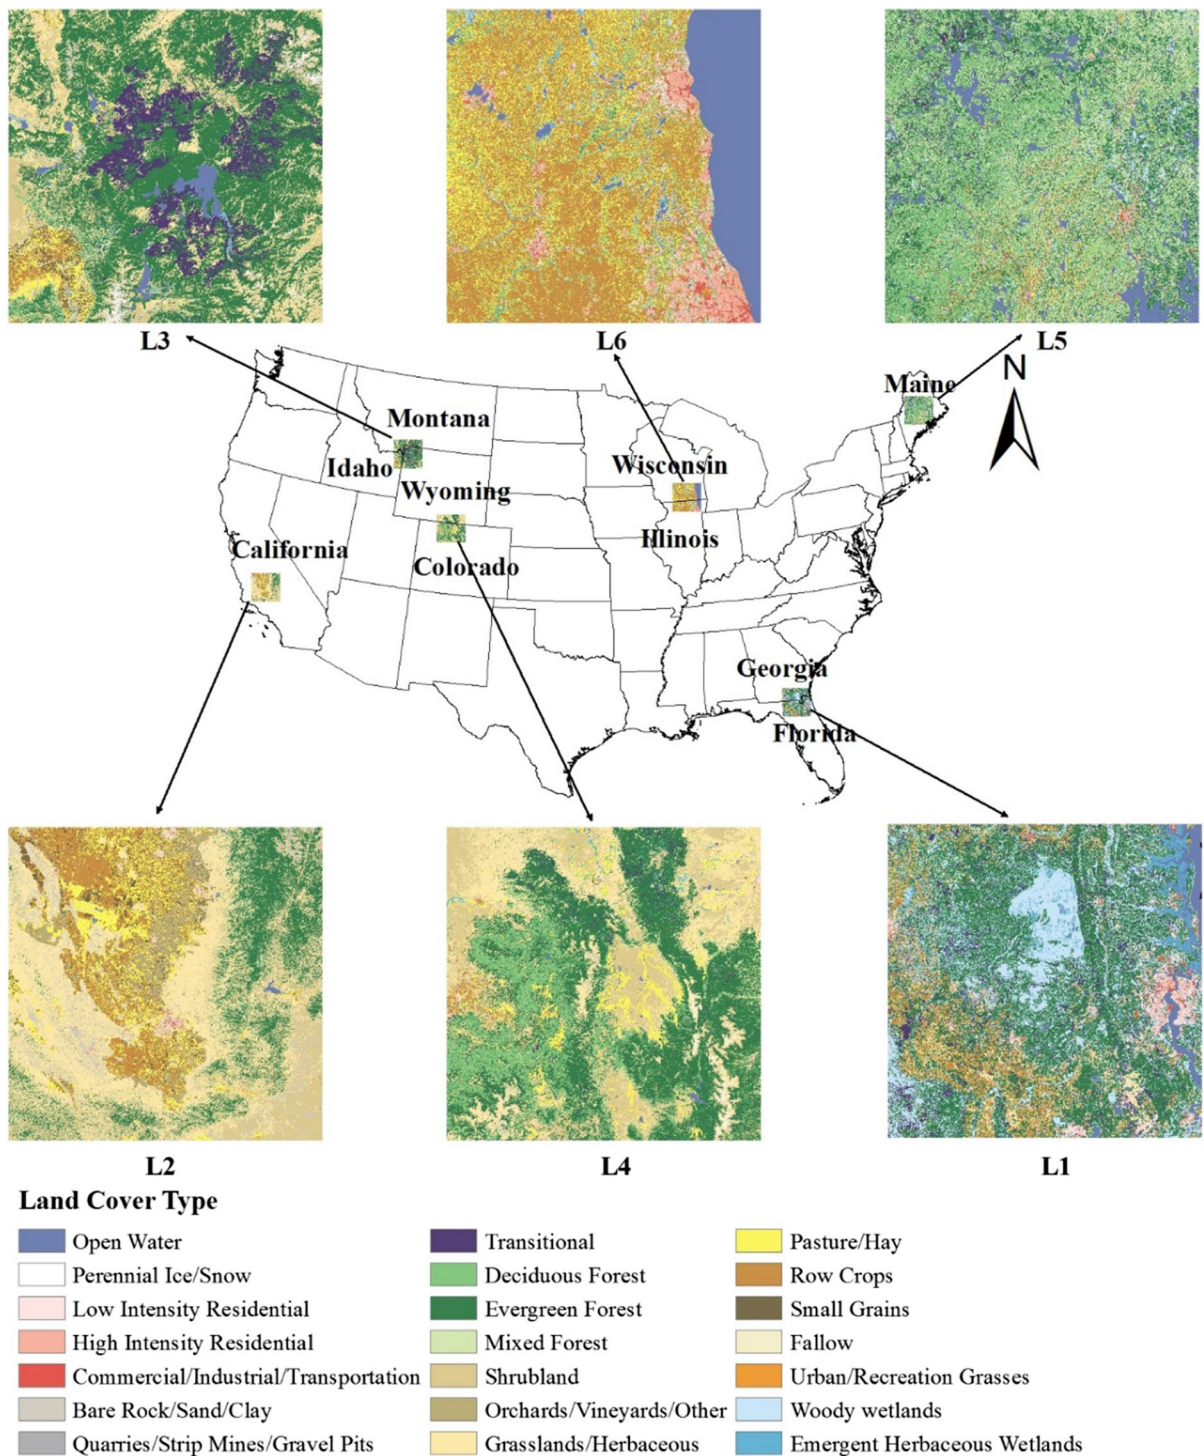 L3
L6
L5
N
Maine
Montana
Wisconsin
Idaho
Wyoming
California
Illinois
Colorado
Georgia
Florida
L2
L4
L1
Land Cover Type
Open Water
Perennial Ice/Snow
Low Intensity Residential
High Intensity Residential
Commercial/Industrial/Transportation
Bare Rock/Sand/Clay
Quarries/Strip Mines/Gravel Pits
Transitional
Deciduous Forest
Evergreen Forest
Mixed Forest
Shrubland
Orchards/Vineyards/Other
Grasslands/Herbaceous
Pasture/Hay
Row Crops
Small Grains
Fallow
Urban/Recreation Grasses
Woody wetlands
Emergent Herbaceous Wetlands